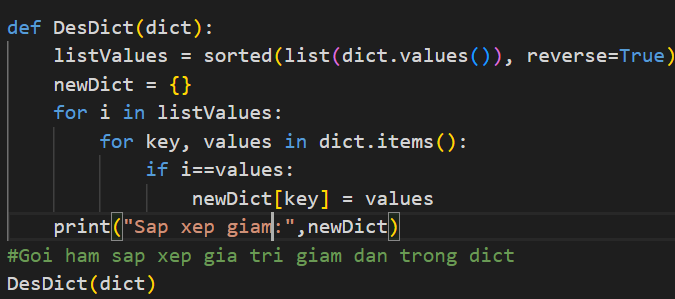 def DesDict(dict):
    listValues = sorted(list(dict.values()), reverse=True)
    newDict = {}
    for i in listValues:
        for key, values in dict.items():
            if i==values:
                newDict[key] = values
    print("Sap xep giam:",newDict)
#Goi ham sap xep gia tri giam dan trong dict
DesDict(dict)